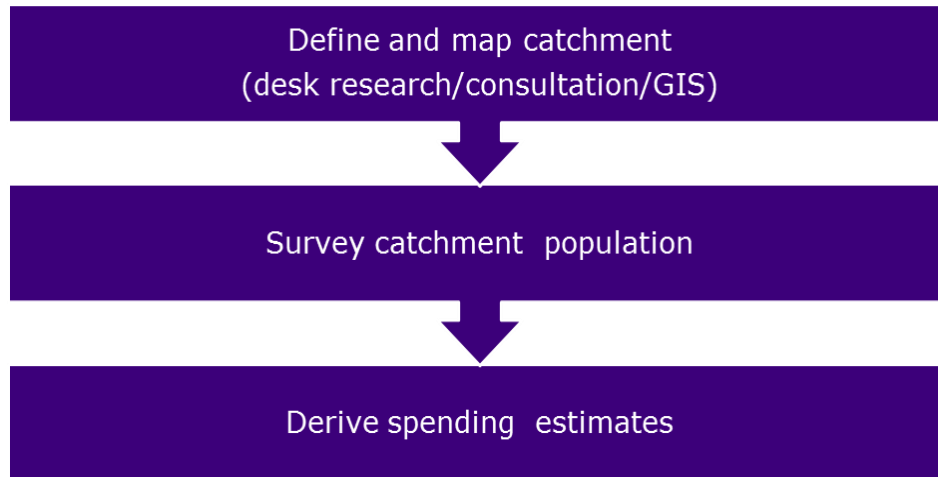 Define and map catchment
(desk research/consultation/GIS)
Survey catchment population
Derive spending estimates